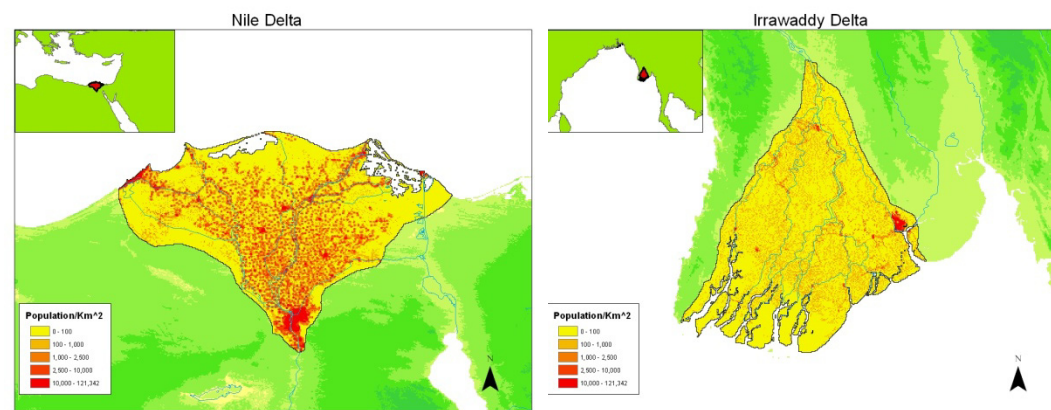 Nile Delta
Irrawaddy Delta
Population/Km^2
0 - 100
100 - 1,000
1,000 - 2,500
2,500 - 10,000
10,000 - 121,342
N
Population/Km^2
0 - 100
100 - 1,000
1,000 - 2,500
2,500 - 10,000
10,000 - 121,342
N